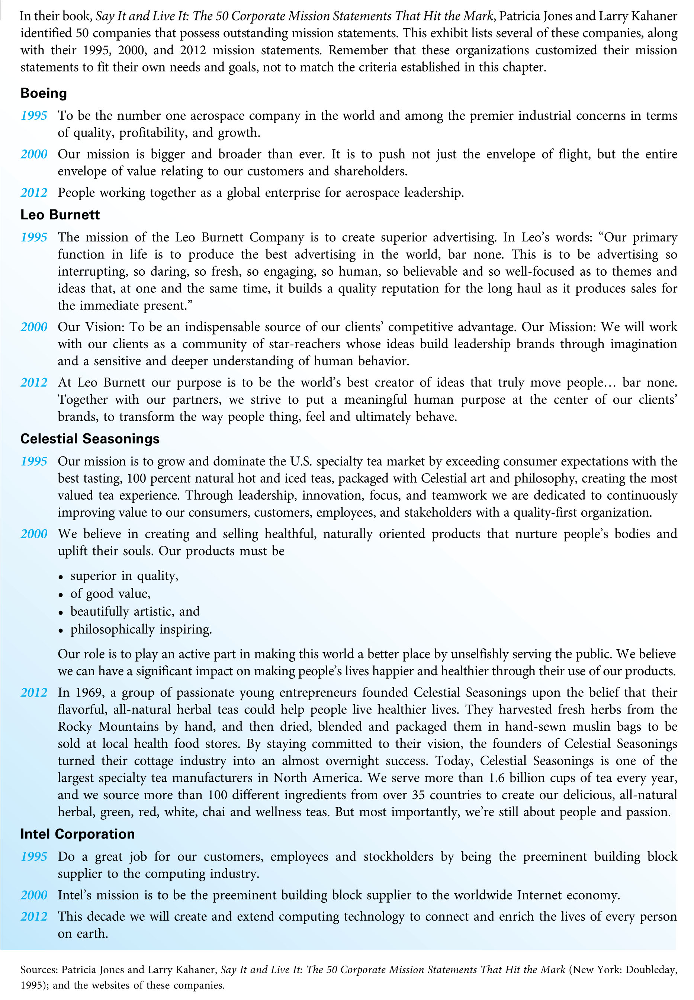 In their book, Say It and Live It: The 50 Corporate Mission Statements That Hit the Mark, Patricia Jones and Larry Kahaner
identified 50 companies that possess outstanding mission statements. This exhibit lists several of these companies, along
with their 1995, 2000, and 2012 mission statements. Remember that these organizations customized their mission
statements to fit their own needs and goals, not to match the criteria established in this chapter.
Boeing
1995 To be the number one aerospace company in the world and among the premier industrial concerns in terms
of quality, profitability, and growth.
2000 Our mission is bigger and broader than ever. It is to push not just the envelope of flight, but the entire
envelope of value relating to our customers and shareholders.
2012 People working together as a global enterprise for aerospace leadership.
Leo Burnett
1995 The mission of the Leo Burnett Company is to create superior advertising. In Leo’s words: “Our primary
function in life is to produce the best advertising in the world, bar none. This is to be advertising so
interrupting, so daring, so fresh, so engaging, so human, so believable and so well-focused as to themes and
ideas that, at one and the same time, it builds a quality reputation for the long haul as it produces sales for
the immediate present.”
2000 Our Vision: To be an indispensable source of our clients’ competitive advantage. Our Mission: We will work
with our clients as a community of star-reachers whose ideas build leadership brands through imagination
and a sensitive and deeper understanding of human behavior.
2012 At Leo Burnett our purpose is to be the world’s best creator of ideas that truly move people… bar none.
Together with our partners, we strive to put a meaningful human purpose at the center of our clients’
brands, to transform the way people thing, feel and ultimately behave.
Celestial Seasonings
1995 Our mission is to grow and dominate the U.S. specialty tea market by exceeding consumer expectations with the
best tasting, 100 percent natural hot and iced teas, packaged with Celestial art and philosophy, creating the most
valued tea experience. Through leadership, innovation, focus, and teamwork we are dedicated to continuously
improving value to our consumers, customers, employees, and stakeholders with a quality-first organization.
2000 We believe in creating and selling healthful, naturally oriented products that nurture people’s bodies and
uplift their souls. Our products must be
• superior in quality,
• of good value,
• beautifully artistic, and
• philosophically inspiring.
Our role is to play an active part in making this world a better place by unselfishly serving the public. We believe
we can have a significant impact on making people’s lives happier and healthier through their use of our products.
2012 In 1969, a group of passionate young entrepreneurs founded Celestial Seasonings upon the belief that their
flavorful, all-natural herbal teas could help people live healthier lives. They harvested fresh herbs from the
Rocky Mountains by hand, and then dried, blended and packaged them in hand-sewn muslin bags to be
sold at local health food stores. By staying committed to their vision, the founders of Celestial Seasonings
turned their cottage industry into an almost overnight success. Today, Celestial Seasonings is one of the
largest specialty tea manufacturers in North America. We serve more than 1.6 billion cups of tea every year,
and we source more than 100 different ingredients from over 35 countries to create our delicious, all-natural
herbal, green, red, white, chai and wellness teas. But most importantly, we’re still about people and passion.
Intel Corporation
1995 Do a great job for our customers, employees and stockholders by being the preeminent building block
supplier to the computing industry.
2000 Intel’s mission is to be the preeminent building block supplier to the worldwide Internet economy.
2012 This decade we will create and extend computing technology to connect and enrich the lives of every person
on earth.
Sources: Patricia Jones and Larry Kahaner, Say It and Live It: The 50 Corporate Mission Statements That Hit the Mark (New York: Doubleday,
1995); and the websites of these companies.